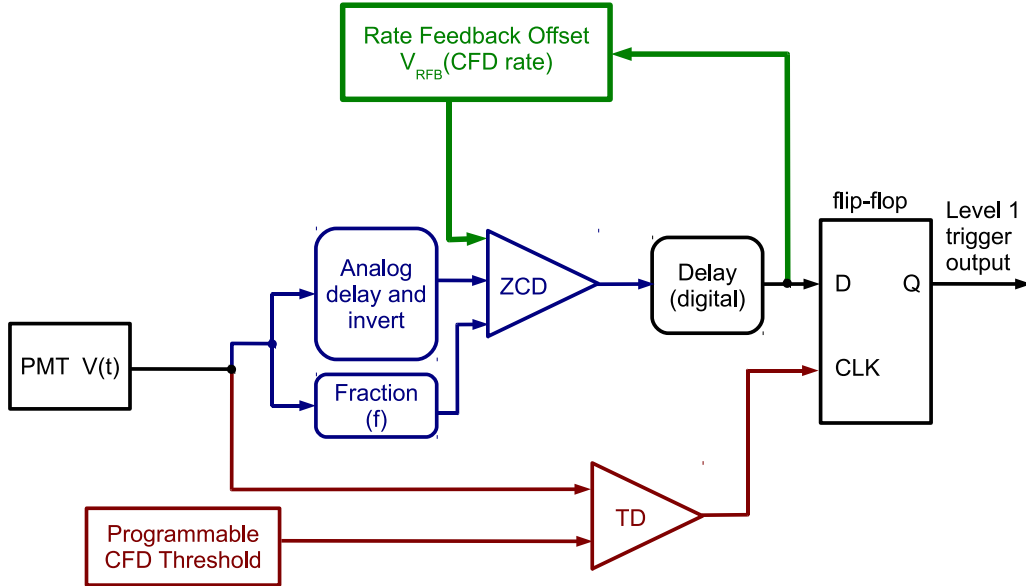 Rate Feedback Offset
V_RFB(CFD rate)
flip-flop
Level 1
trigger
output
Analog
delay and
invert
ZCD
Delay
(digital)
D
Q
PMT V(t)
CLK
Fraction
(f)
TD
Programmable
CFD Threshold